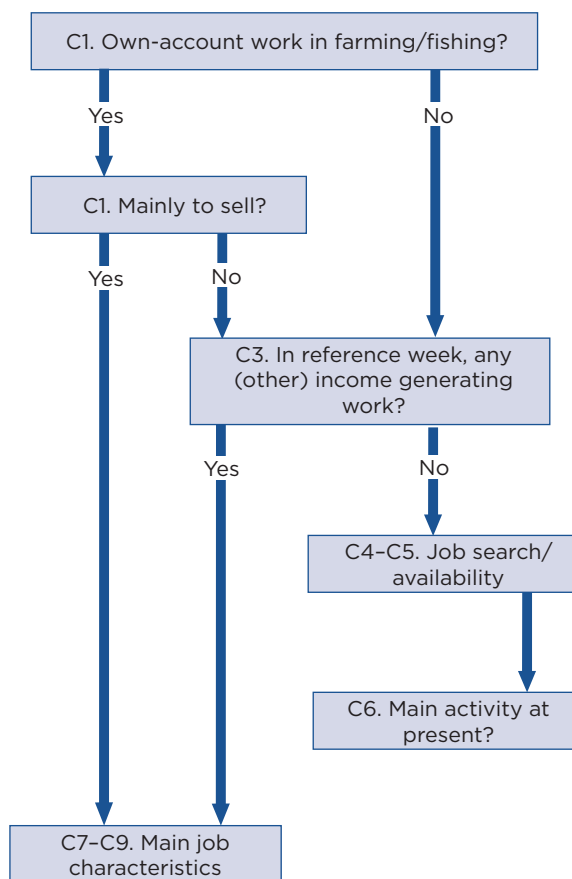 C1. Own-account work in farming/fishing?
Yes
No
C1. Mainly to sell?
Yes
No
C3. In reference week, any
(other) income generating
work?
Yes
No
C4–C5. Job search/
availability
C6. Main activity at
present?
C7–C9. Main job
characteristics